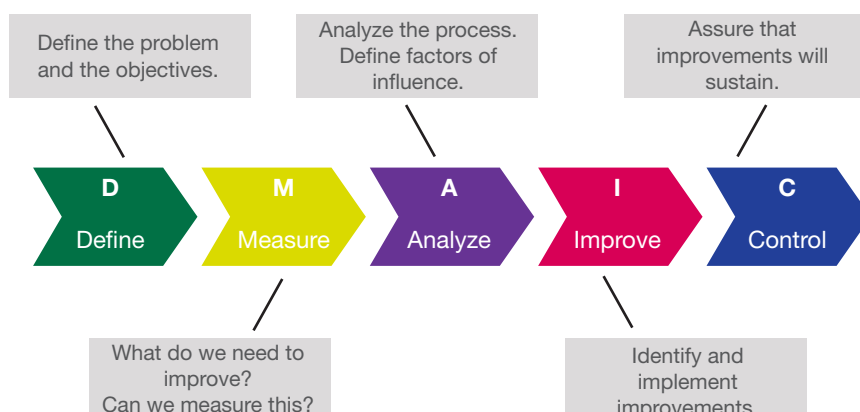 Define the problem
and the objectives.
Analyze the process.
Define factors of
influence.
Assure that
improvements will
sustain.
D
Define
M
Measure
A
Analyze
I
Improve
C
Control
What do we need to
improve?
Can we measure this?
Identify and
implement
improvements